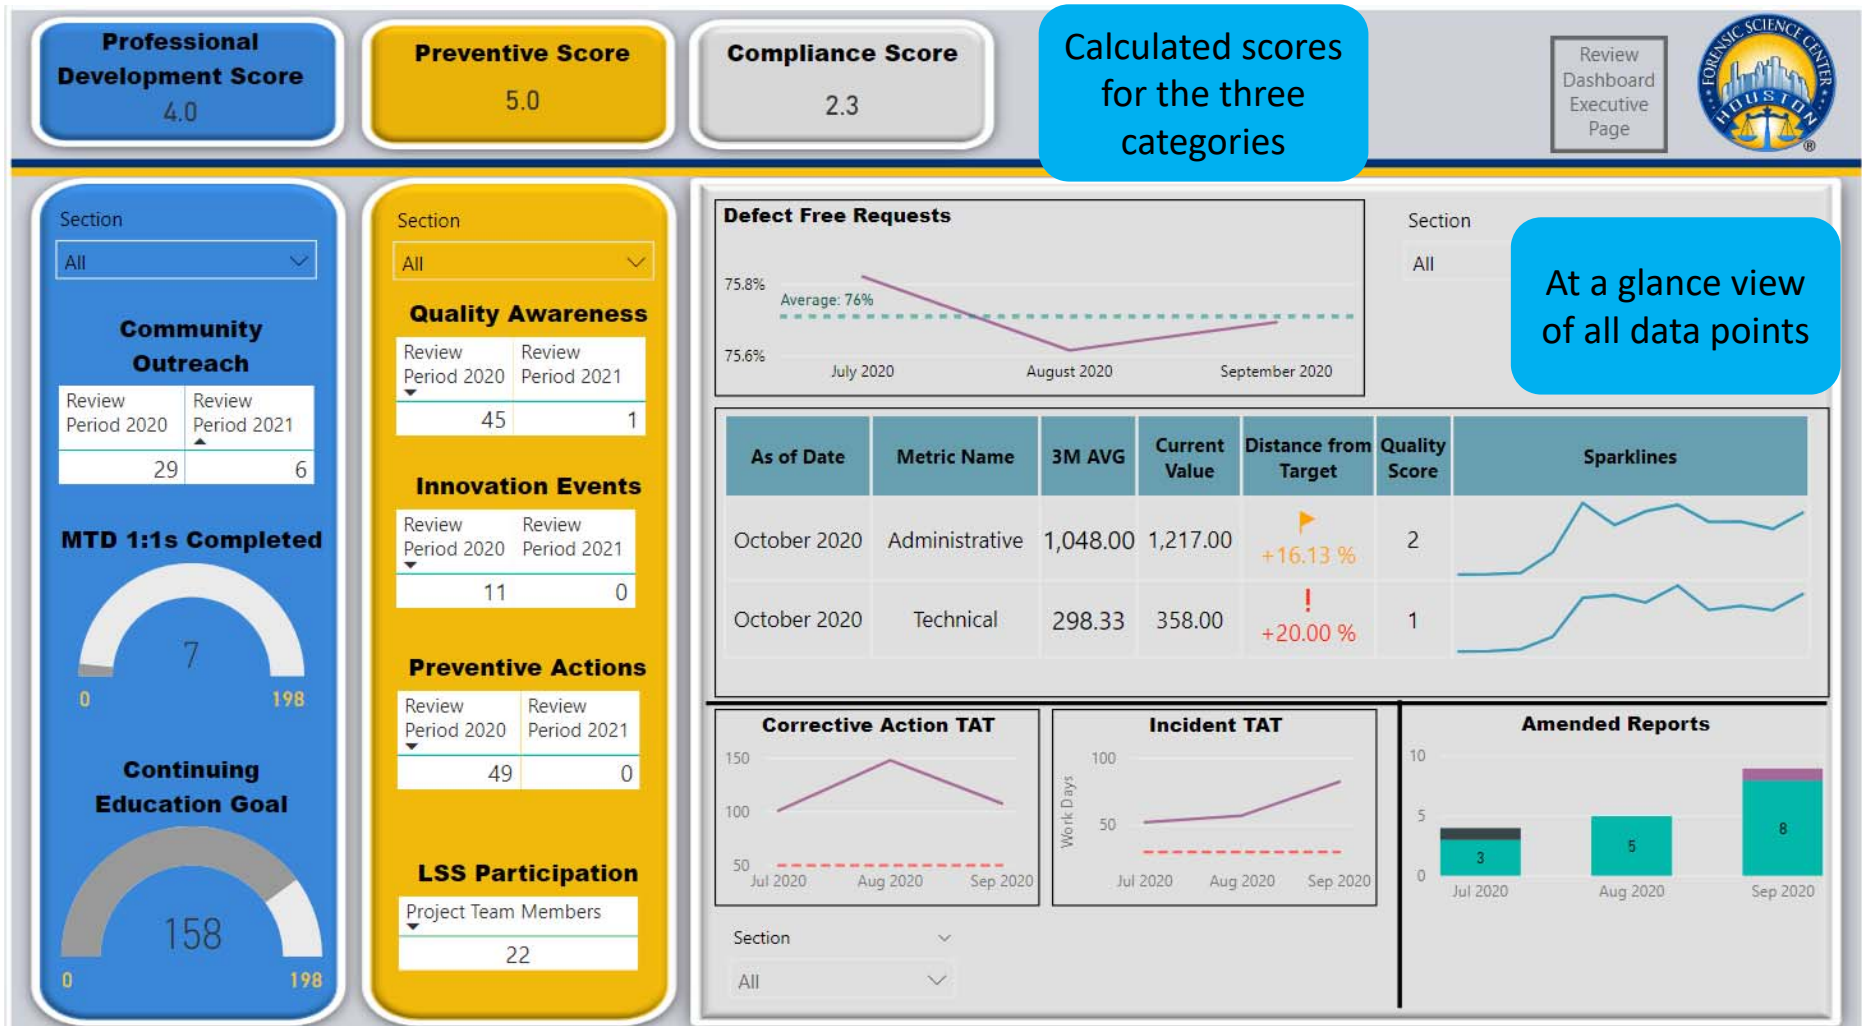 Professional
Development Score
4.0
Preventive Score
5.0
Compliance Score
2.3
Calculated scores
for the three
categories
Review
Dashboard
Executive
Page
FORENSIC SCIENCE CENTER
HOUSTON
®
Section
All
Community
Outreach
Review
Period 2020
Review
Period 2021
29
6
MTD 1:1s Completed
7
0
198
Continuing
Education Goal
158
0
198
Section
All
Quality Awareness
Review
Period 2020
Review
Period 2021
45
1
Innovation Events
Review
Period 2020
Review
Period 2021
11
0
Preventive Actions
Review
Period 2020
Review
Period 2021
49
0
LSS Participation
Project Team Members
22
Defect Free Requests
75.8%
Average: 76%
75.6%
July 2020
August 2020
September 2020
Section
All
At a glance view
of all data points
As of Date
Metric Name
3M AVG
Current
Value
Distance from
Target
Quality
Score
Sparklines
October 2020
Administrative
1,048.00
1,217.00
+16.13 %
2
October 2020
Technical
298.33
358.00
!
+20.00 %
1
Corrective Action TAT
150
100
50
Jul 2020
Aug 2020
Sep 2020
Incident TAT
Work Days
100
50
Jul 2020
Aug 2020
Sep 2020
Amended Reports
10
5
0
3
5
8
Jul 2020
Aug 2020
Sep 2020
Section
All